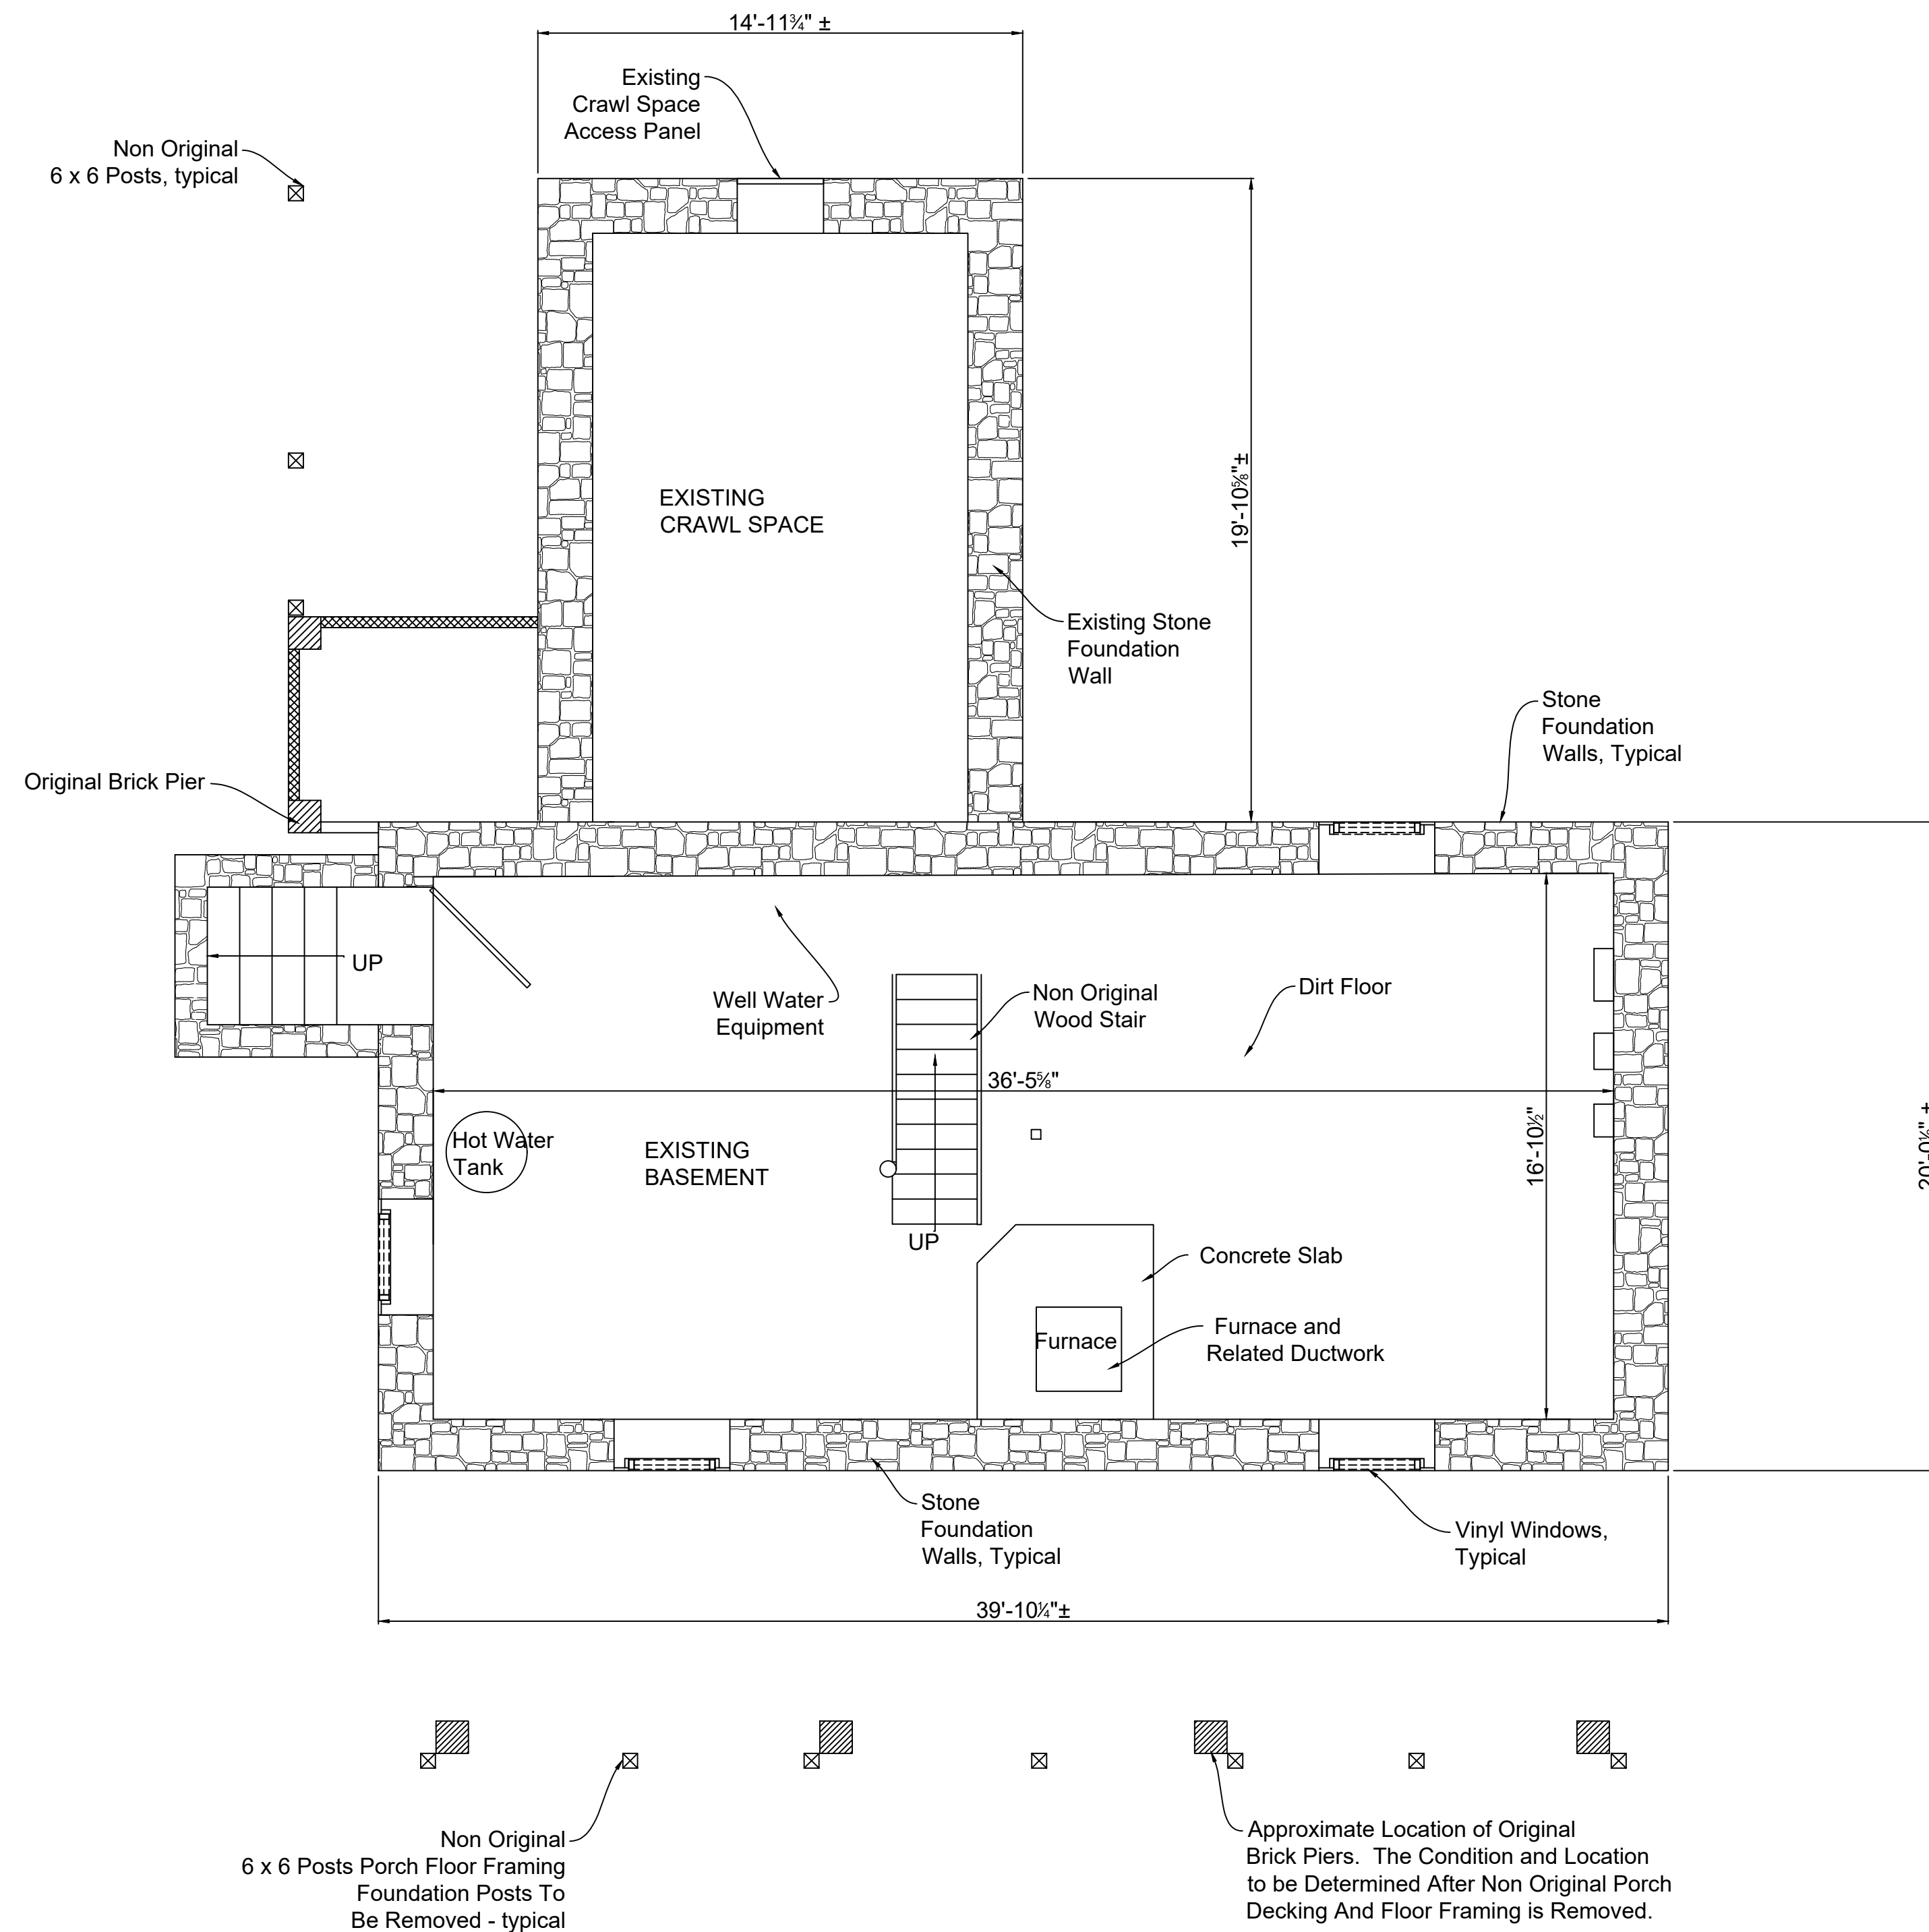 14'-11¾" ±
Existing
Crawl Space
Access Panel
Non Original
6 x 6 Posts, typical
EXISTING
CRAWL SPACE
19'-10⅝"±
Existing Stone
Foundation
Wall
Stone
Foundation
Walls, Typical
Original Brick Pier
UP
Well Water
Equipment
Non Original
Wood Stair
Dirt Floor
36'-5⅝"
16'-10½"
Hot Water
Tank
EXISTING
BASEMENT
UP
Concrete Slab
Furnace
Furnace and
Related Ductwork
Stone
Foundation
Walls, Typical
Vinyl Windows,
Typical
39'-10¼"±
Non Original
6 x 6 Posts Porch Floor Framing
Foundation Posts To
Be Removed - typical
Approximate Location of Original
Brick Piers.  The Condition and Location
to be Determined After Non Original Porch
Decking And Floor Framing is Removed.